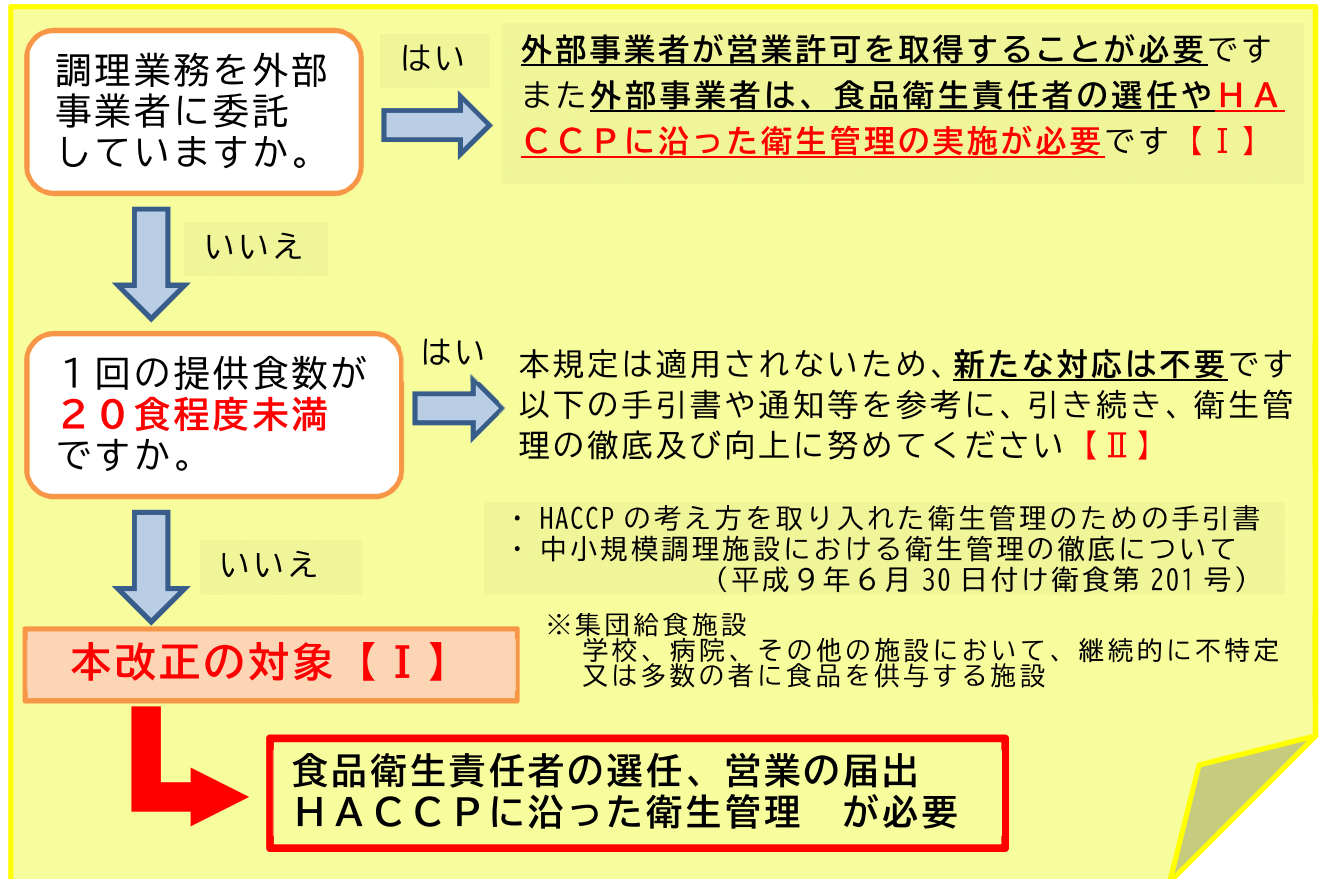 調理業務を外部
事業者に委託
していますか。
はい
外部事業者が営業許可を取得することが必要です
また外部事業者は、食品衛生責任者の選任やＨＡ
ＣＣＰに沿った衛生管理の実施が必要です【Ⅰ】
いいえ
１回の提供食数が
２０食程度未満
ですか。
はい
本規定は適用されないため、新たな対応は不要です
以下の手引書や通知等を参考に、引き続き、衛生管
理の徹底及び向上に努めてください【Ⅱ】
・HACCPの考え方を取り入れた衛生管理のための手引書
・中小規模調理施設における衛生管理の徹底について
（平成９年６月30日付け衛食第201号）
いいえ
※集団給食施設
学校、病院、その他の施設において、継続的に不特定
又は多数の者に食品を供与する施設
本改正の対象【Ⅰ】
食品衛生責任者の選任、営業の届出
ＨＡＣＣＰに沿った衛生管理　が必要